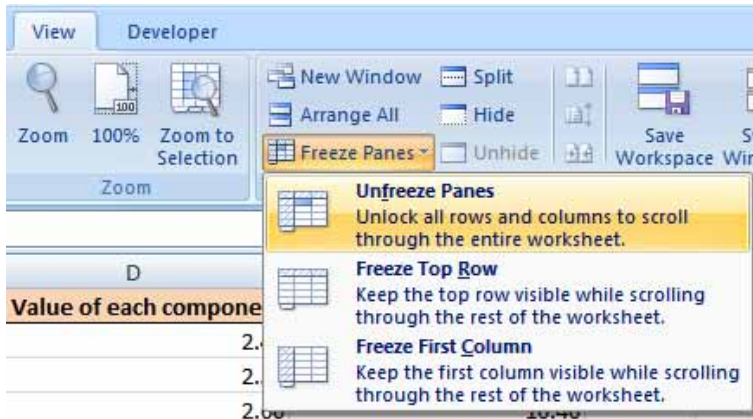 View Developer
New Window Split
100
Arrange All Hide
Zoom 100% Zoom to Selection
Freeze Panes Unhide
Save Workspace
Zoom
Unfreeze Panes
Unlock all rows and columns to scroll
through the entire worksheet.
D
Freeze Top Row
Keep the top row visible while scrolling
through the rest of the worksheet.
Value of each compone
2.
Freeze First Column
Keep the first column visible while scrolling
through the rest of the worksheet.
2.